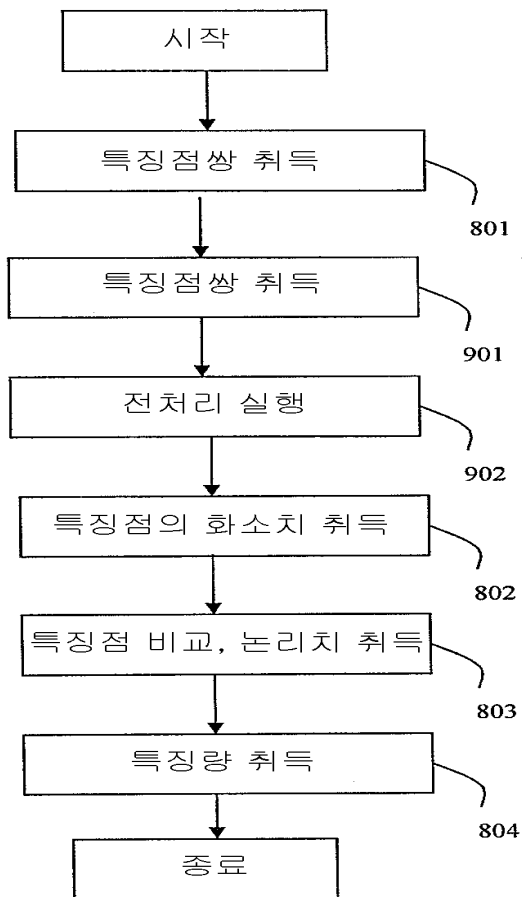 시작
특징점쌍 취득
801
특징점쌍 취득
901
전처리 실행
902
특징점의 화소치 취득
802
특징점 비교, 논리치 취득
803
특징량 취득
804
종료